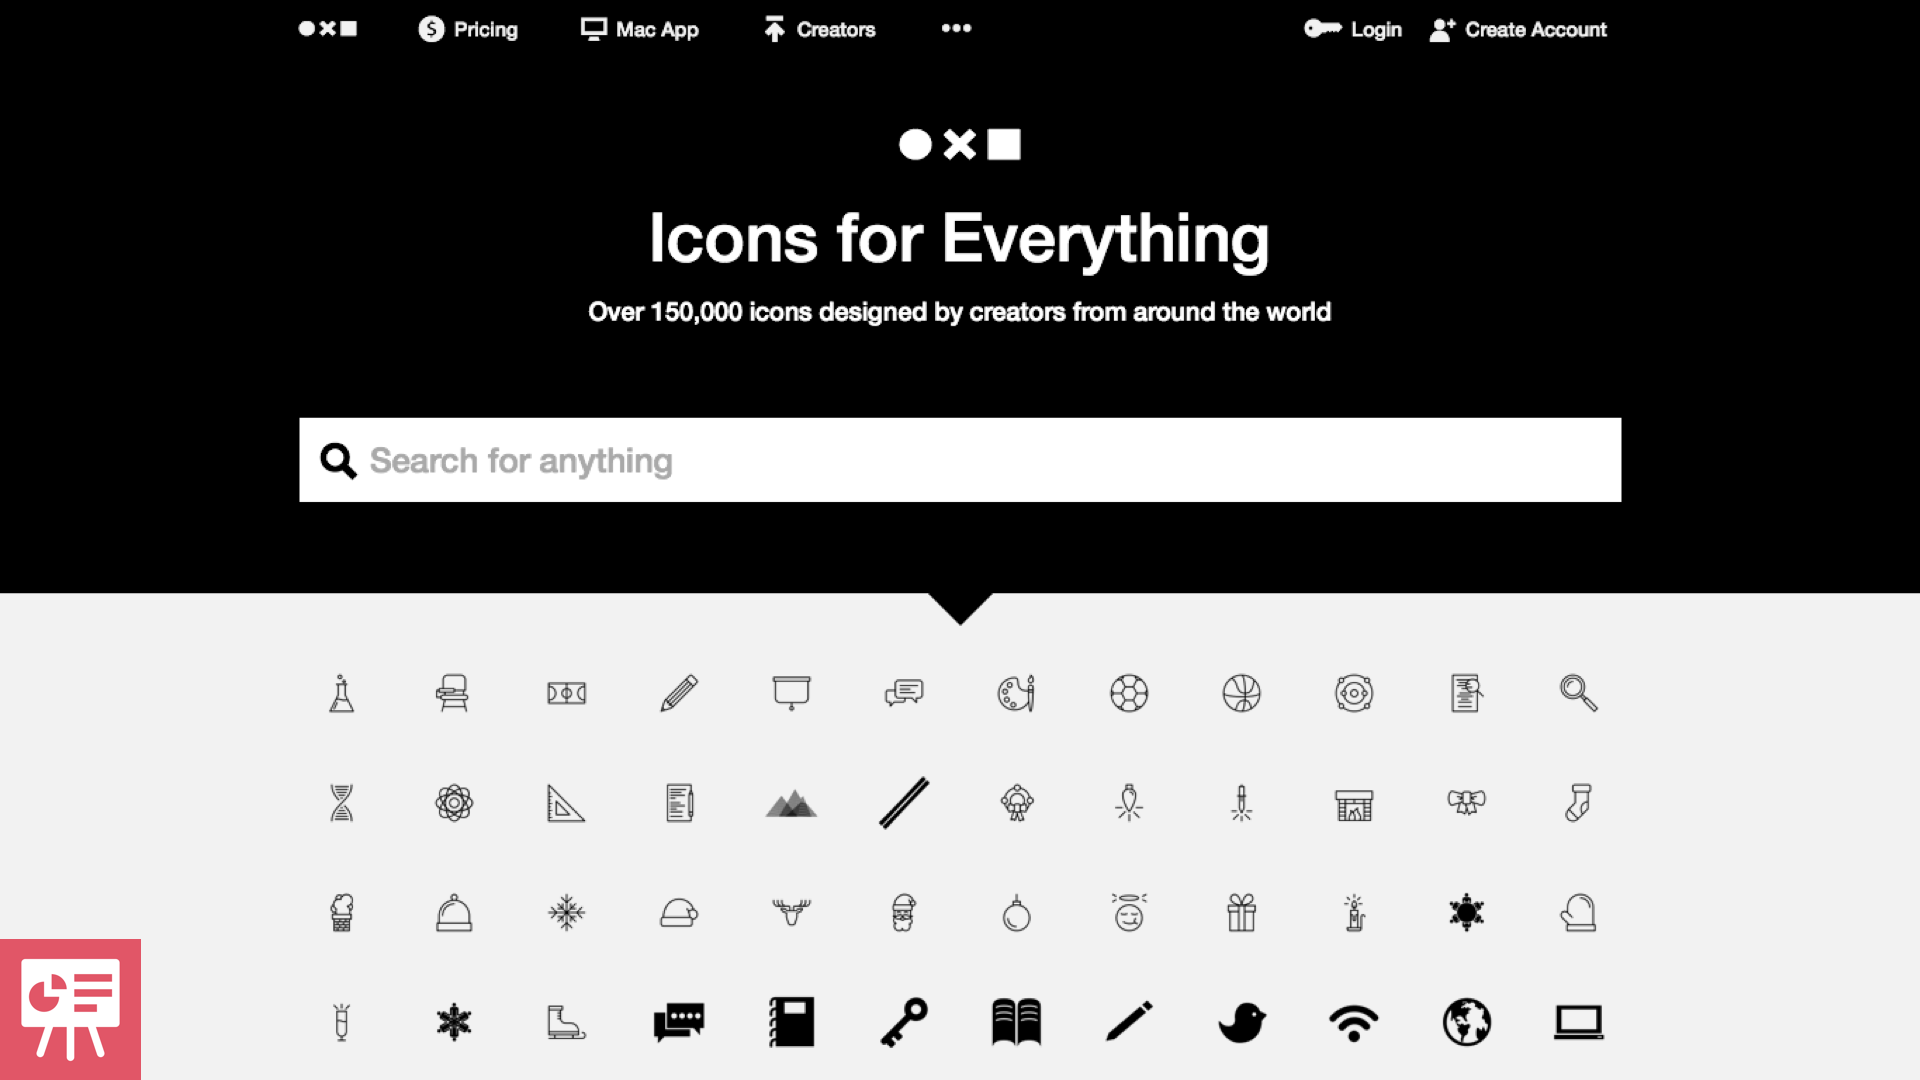 Pricing
Mac App
Creators
Login
Create Account
Icons for Everything
Over 150,000 icons designed by creators from around the world
Search for anything